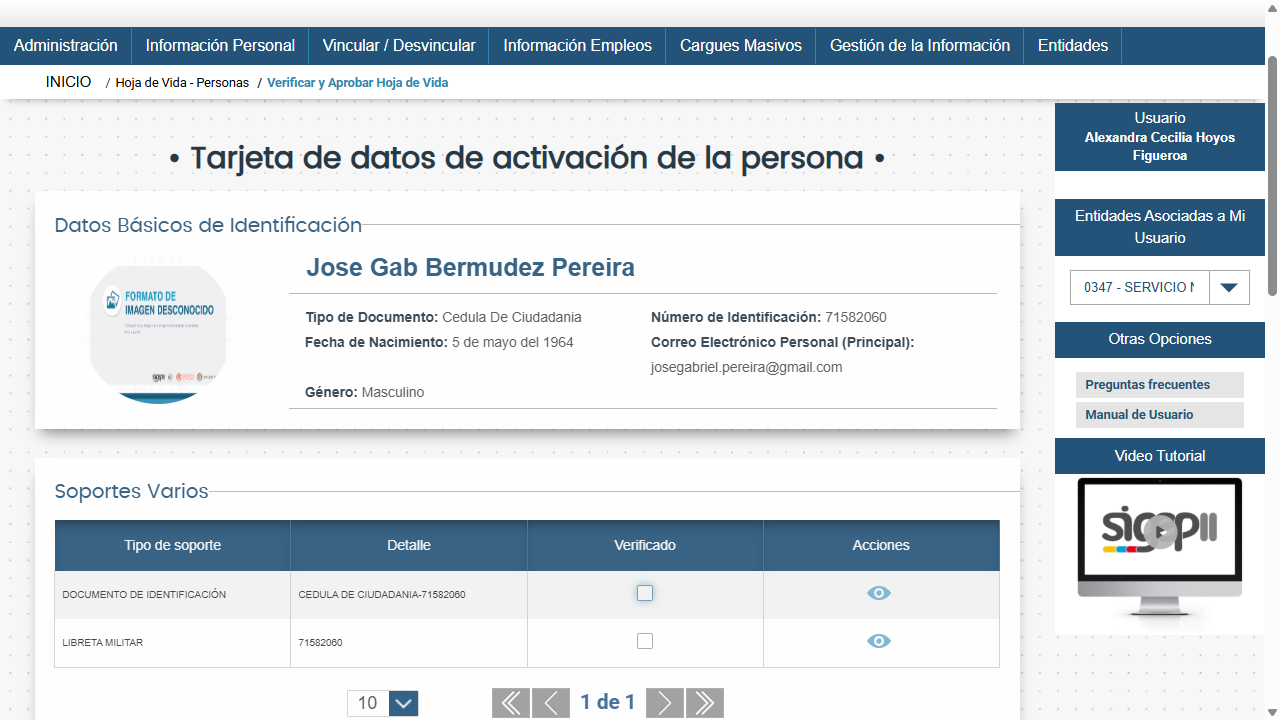 Administración Información Personal Vincular / Desvincular Información Empleos Cargues Masivos Gestión de la Información Entidades
INICIO / Hoja de Vida - Personas / Verificar y Aprobar Hoja de Vida
• Tarjeta de datos de activación de la persona •
Datos Básicos de Identificación
FORMATO DE
IMAGEN DESCONOCIDO
Jose Gab Bermudez Pereira
Tipo de Documento: Cedula De Ciudadania
Número de Identificación: 71582060
Fecha de Nacimiento: 5 de mayo del 1964
Correo Electrónico Personal (Principal):
josegabriel.pereira@gmail.com
Género: Masculino
Soportes Varios
Tipo de soporte Detalle Verificado Acciones
DOCUMENTO DE IDENTIFICACIÓN CEDULA DE CIUDADANIA-71582060
LIBRETA MILITAR 71582060
10 1 de 1
Usuario
Alexandra Cecilia Hoyos
Figueroa
Entidades Asociadas a Mi
Usuario
0347 - SERVICIO
Otras Opciones
Preguntas frecuentes
Manual de Usuario
Video Tutorial
sigepII